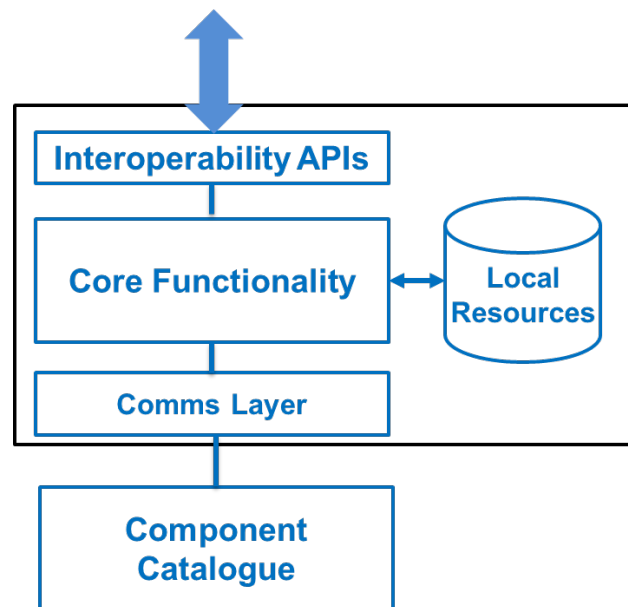 Interoperability APIs
Core Functionality
Local
Resources
Comms Layer
Component
Catalogue